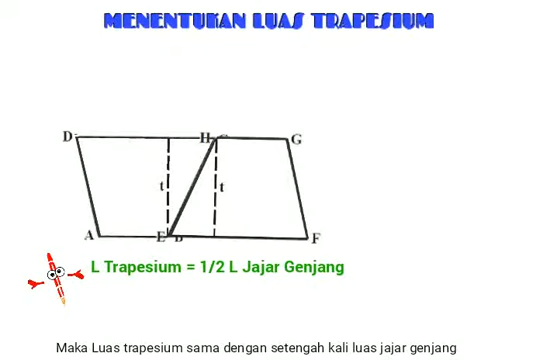 MENENTUKAN LUAS TRAPESIUM
D H G
t t
A E B F
L Trapesium = 1/2 L Jajar Genjang
Maka Luas trapesium sama dengan setengah kali luas jajar genjang